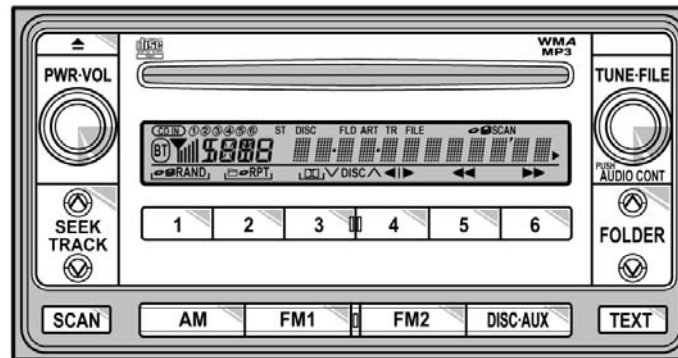 disc
WMA
MP3
PWR·VOL
TUNE·FILE
CD IN 1 2 3 4 5 6 ST DISC FLD ART TR FILE SCAN
BT
RAND RPT DISC
PUSH
AUDIO CONT
SEEK
TRACK
1 2 3 4 5 6
FOLDER
SCAN AM FM1 FM2 DISC·AUX TEXT